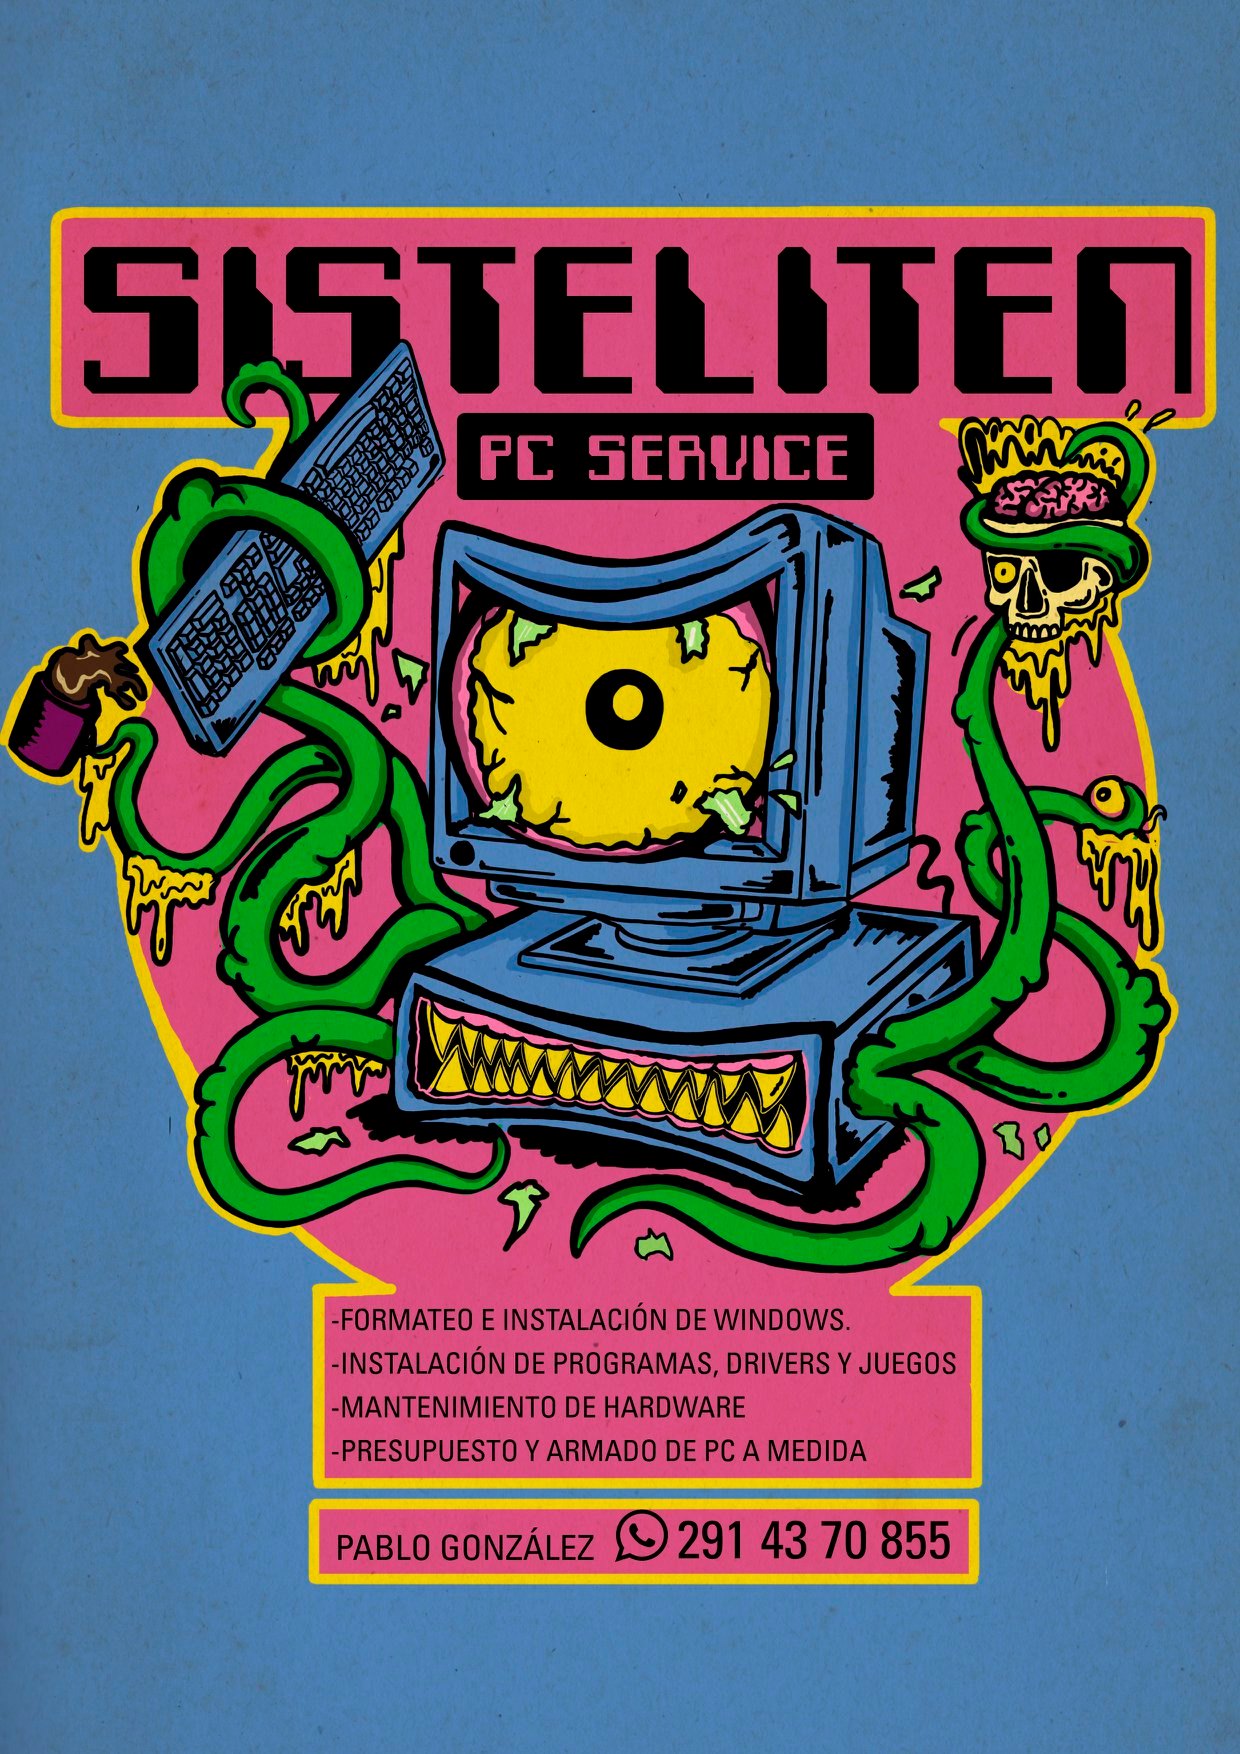 SISTELITEN
PC SERVICE
-FORMATEO E INSTALACIÓN DE WINDOWS.
-INSTALACIÓN DE PROGRAMAS, DRIVERS Y JUEGOS
-MANTENIMIENTO DE HARDWARE
-PRESUPUESTO Y ARMADO DE PC A MEDIDA
PABLO GONZÁLEZ 291 43 70 855